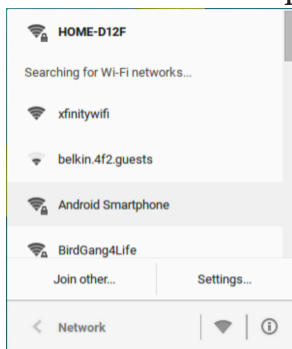 HOME-D12F
Searching for Wi-Fi networks...
xfinitywifi
belkin.4f2.guests
Android Smartphone
BirdGang4Life
Join other...
Settings...
Network